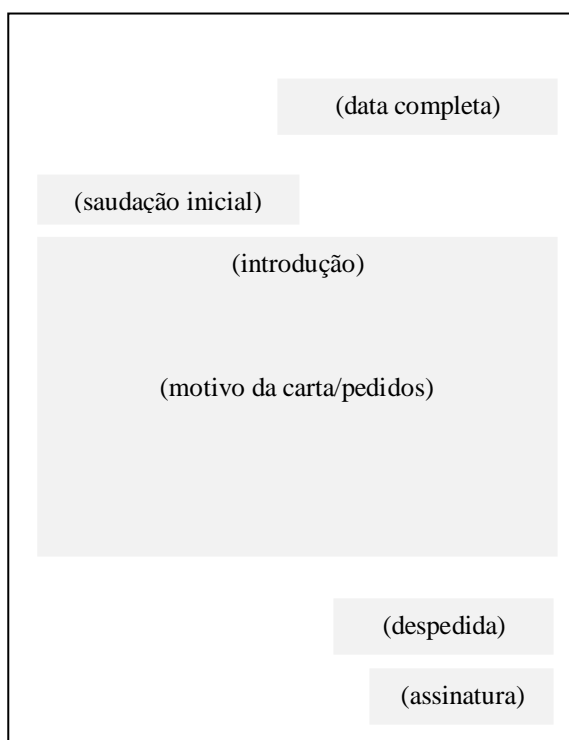 (data completa)
(saudação inicial)
(introdução)
(motivo da carta/pedidos)
(despedida)
(assinatura)